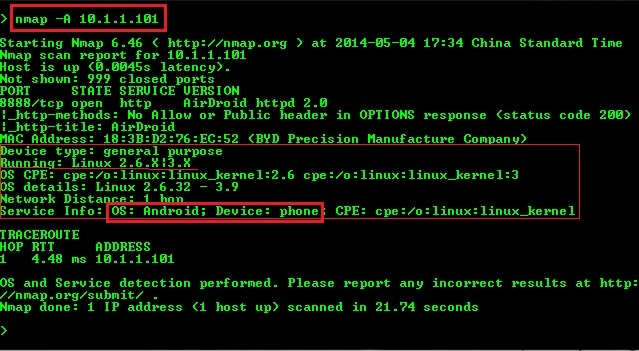 > nmap -A 10.1.1.101
Starting Nmap 6.46 ( http://nmap.org ) at 2014-05-04 17:34 China Standard Time
Nmap scan report for 10.1.1.101
Host is up (0.0045s latency).
Not shown: 999 closed ports
PORT     STATE SERVICE VERSION
8888/tcp open  http    AirDroid httpd 2.0
|_http-methods: No Allow or Public header in OPTIONS response (status code 200)
|_http-title: AirDroid
MAC Address: 18:3B:D2:76:EC:52 (BYD Precision Manufacture Company)
Device type: general purpose
Running: Linux 2.6.X|3.X
OS CPE: cpe:/o:linux:linux_kernel:2.6 cpe:/o:linux:linux_kernel:3
OS details: Linux 2.6.32 - 3.9
Network Distance: 1 hop
Service Info: OS: Android; Device: phone; CPE: cpe:/o:linux:linux_kernel
TRACEROUTE
HOP RTT     ADDRESS
1   4.48 ms 10.1.1.101
OS and Service detection performed. Please report any incorrect results at http:
//nmap.org/submit/ .
Nmap done: 1 IP address (1 host up) scanned in 21.74 seconds
>